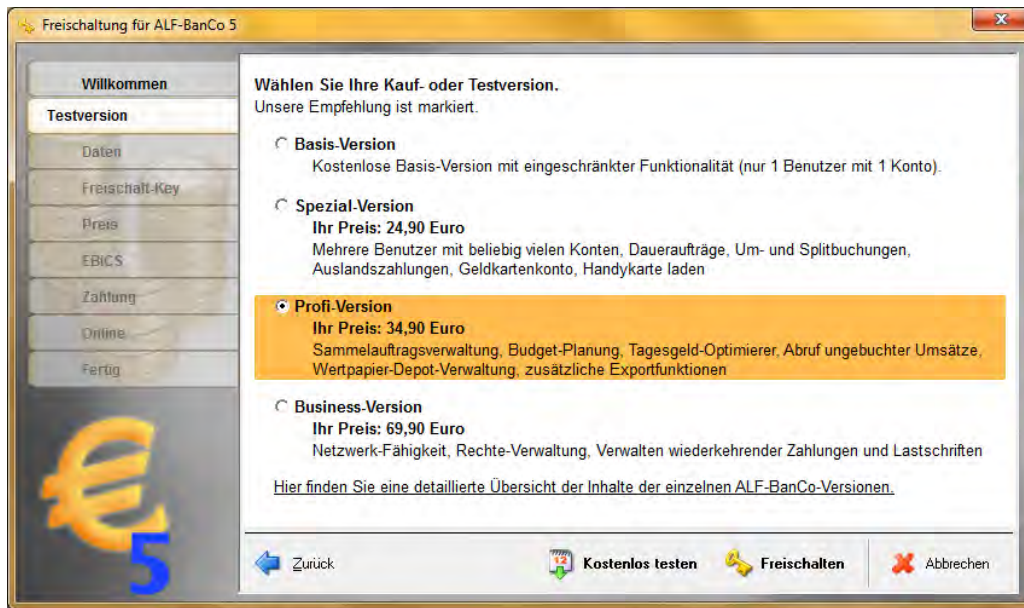 Freischaltung für ALF-BanCo 5
Willkommen
Testversion
Daten
Freischalt-Key
Preis
EBICS
Zahlung
Online
Fertig
Wählen Sie Ihre Kauf- oder Testversion.
Unsere Empfehlung ist markiert.
Basis-Version
Kostenlose Basis-Version mit eingeschränkter Funktionalität (nur 1 Benutzer mit 1 Konto).
Spezial-Version
Ihr Preis: 24,90 Euro
Mehrere Benutzer mit beliebig vielen Konten, Daueraufträge, Um- und Splitbuchungen,
Auslandszahlungen, Geldkartenkonto, Handykarte laden
Profi-Version
Ihr Preis: 34,90 Euro
Sammelauftragsverwaltung, Budget-Planung, Tagesgeld-Optimierer, Abruf ungebuchter Umsätze,
Wertpapier-Depot-Verwaltung, zusätzliche Exportfunktionen
Business-Version
Ihr Preis: 69,90 Euro
Netzwerk-Fähigkeit, Rechte-Verwaltung, Verwalten wiederkehrender Zahlungen und Lastschriften
Hier finden Sie eine detaillierte Übersicht der Inhalte der einzelnen ALF-BanCo-Versionen.
€
5
Zurück
12
Kostenlos testen
Freischalten
Abbrechen